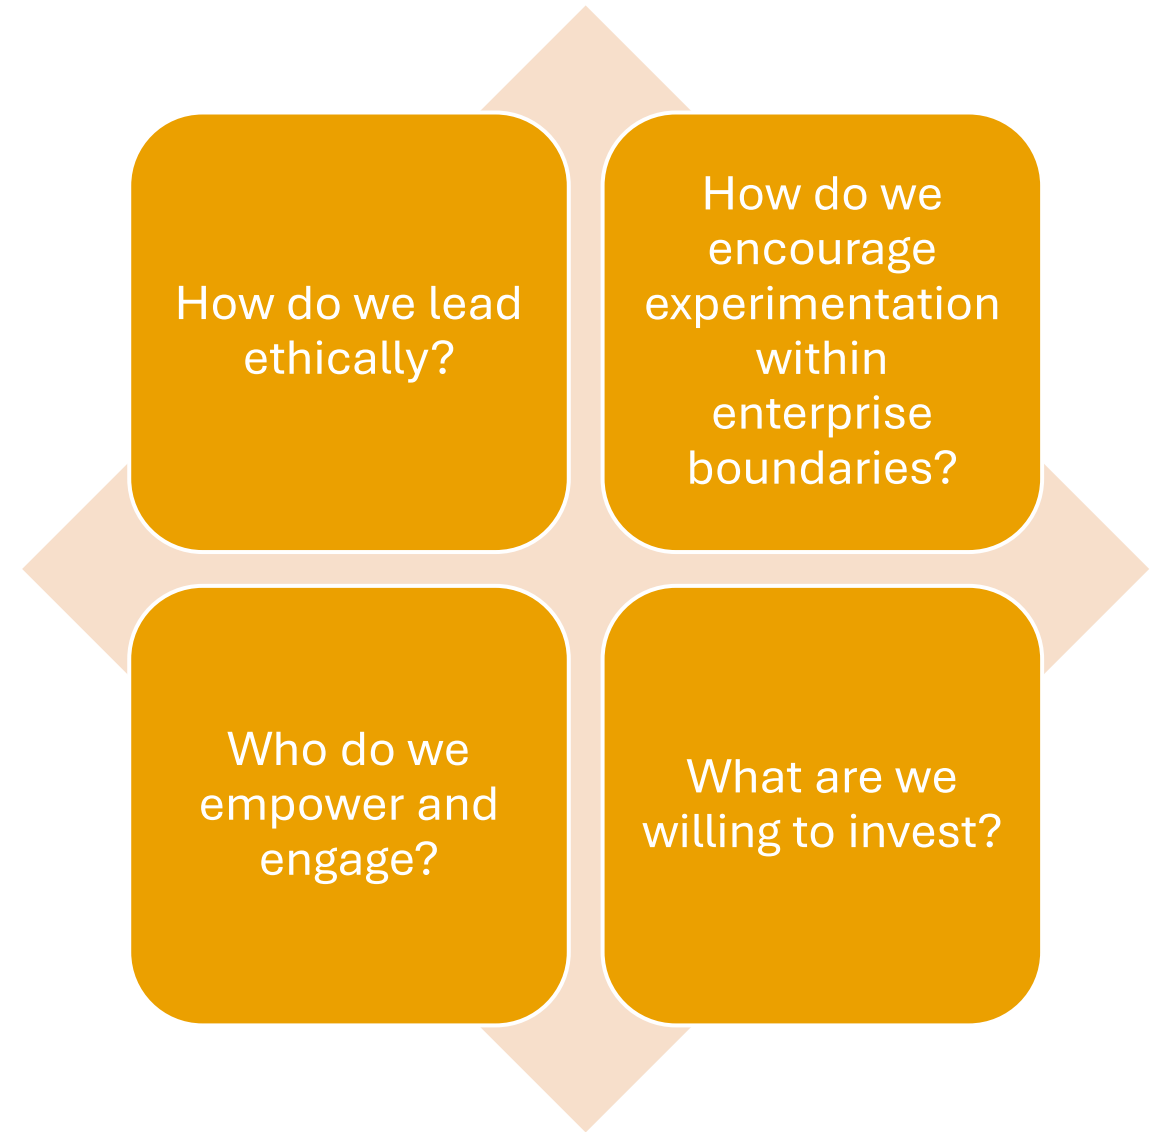 How do we lead
ethically?
How do we
encourage
experimentation
within
enterprise
boundaries?
Who do we
empower and
engage?
What are we
willing to invest?